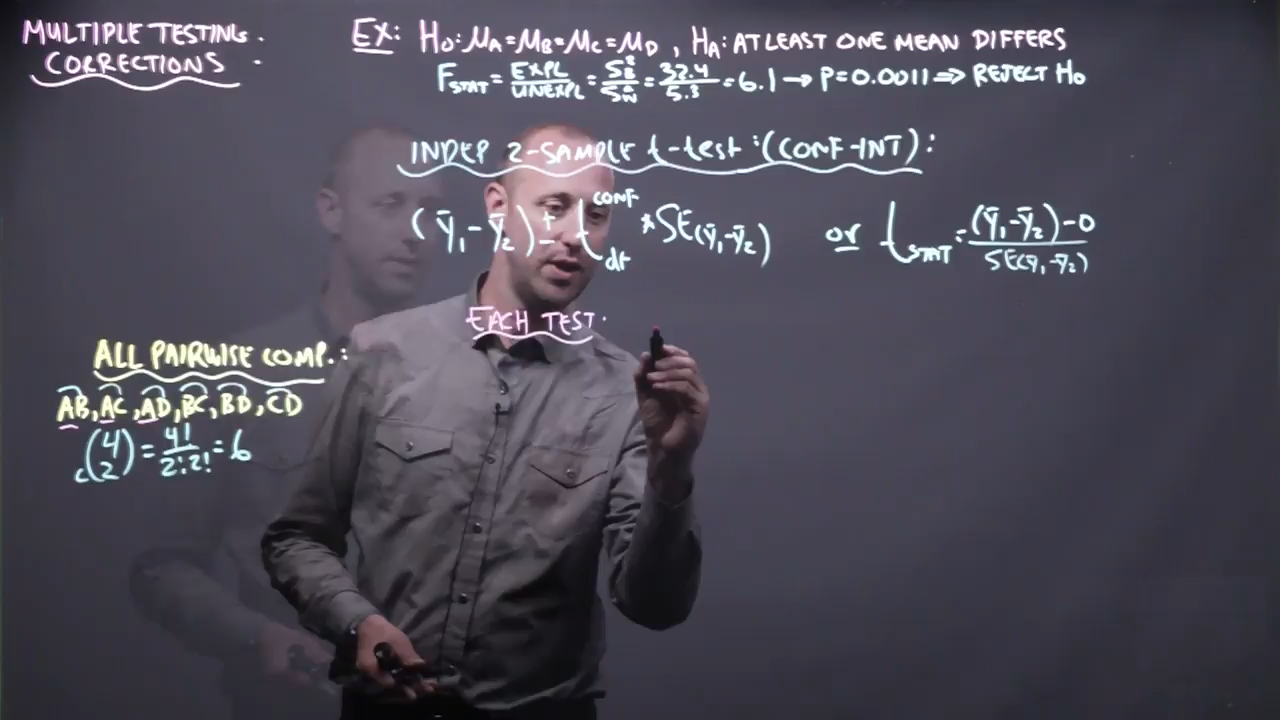 MULTIPLE TESTING
CORRECTIONS
EX: H₀: μA=μB=μC=μD, HA: AT LEAST ONE MEAN DIFFERS
FSTAT = EXPL/UNEXPL = S²B/S²W = 32.4/5.3 = 6.1 → P=0.0011 ⇒ REJECT H₀
INDEP 2-SAMPLE t-test: (CONF-INT):
(ȳ₁-ȳ₂) ± t CONF df * SE(ȳ₁-ȳ₂) or tSTAT = (ȳ₁-ȳ₂)-0/SE(ȳ₁-ȳ₂)
EACH TEST
ALL PAIRWISE COMP.:
AB, AC, AD, BC, BD, CD
(4 2) = 4!/2!2! = 6